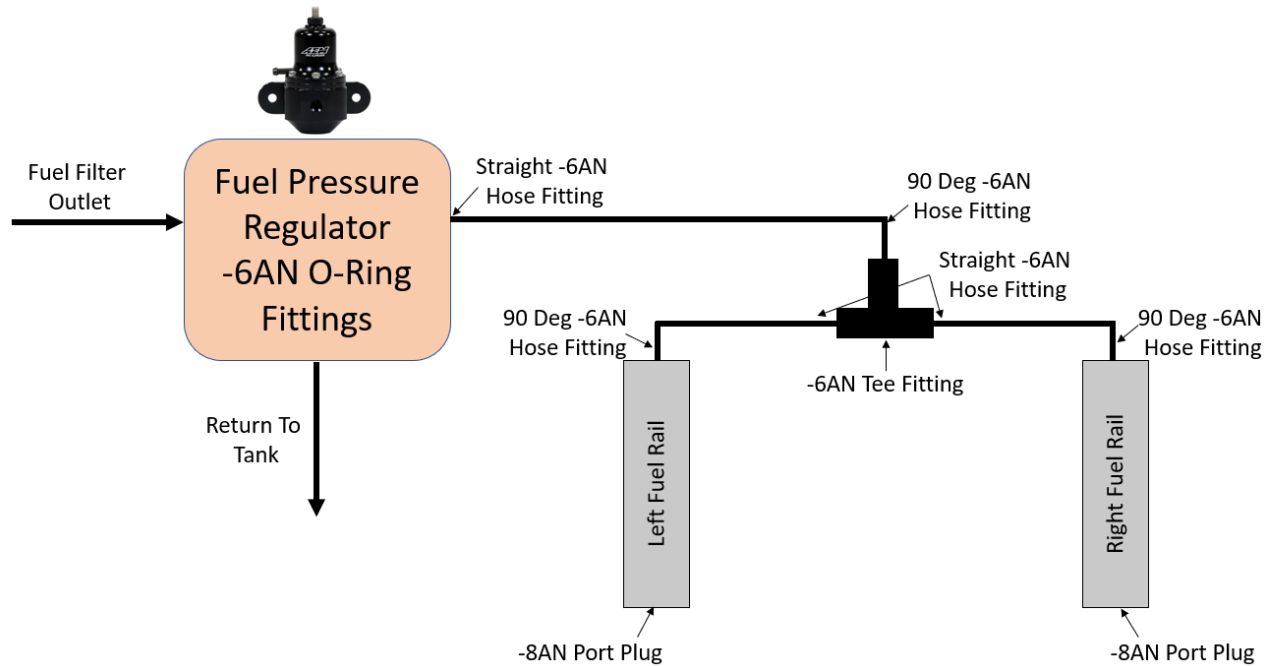 AEM
Fuel Filter
Outlet
Fuel Pressure
Regulator
-6AN O-Ring
Fittings
Return To
Tank
Straight -6AN
Hose Fitting
90 Deg -6AN
Hose Fitting
Straight -6AN
Hose Fitting
90 Deg -6AN
Hose Fitting
90 Deg -6AN
Hose Fitting
-6AN Tee Fitting
Left Fuel Rail
Right Fuel Rail
-8AN Port Plug
-8AN Port Plug